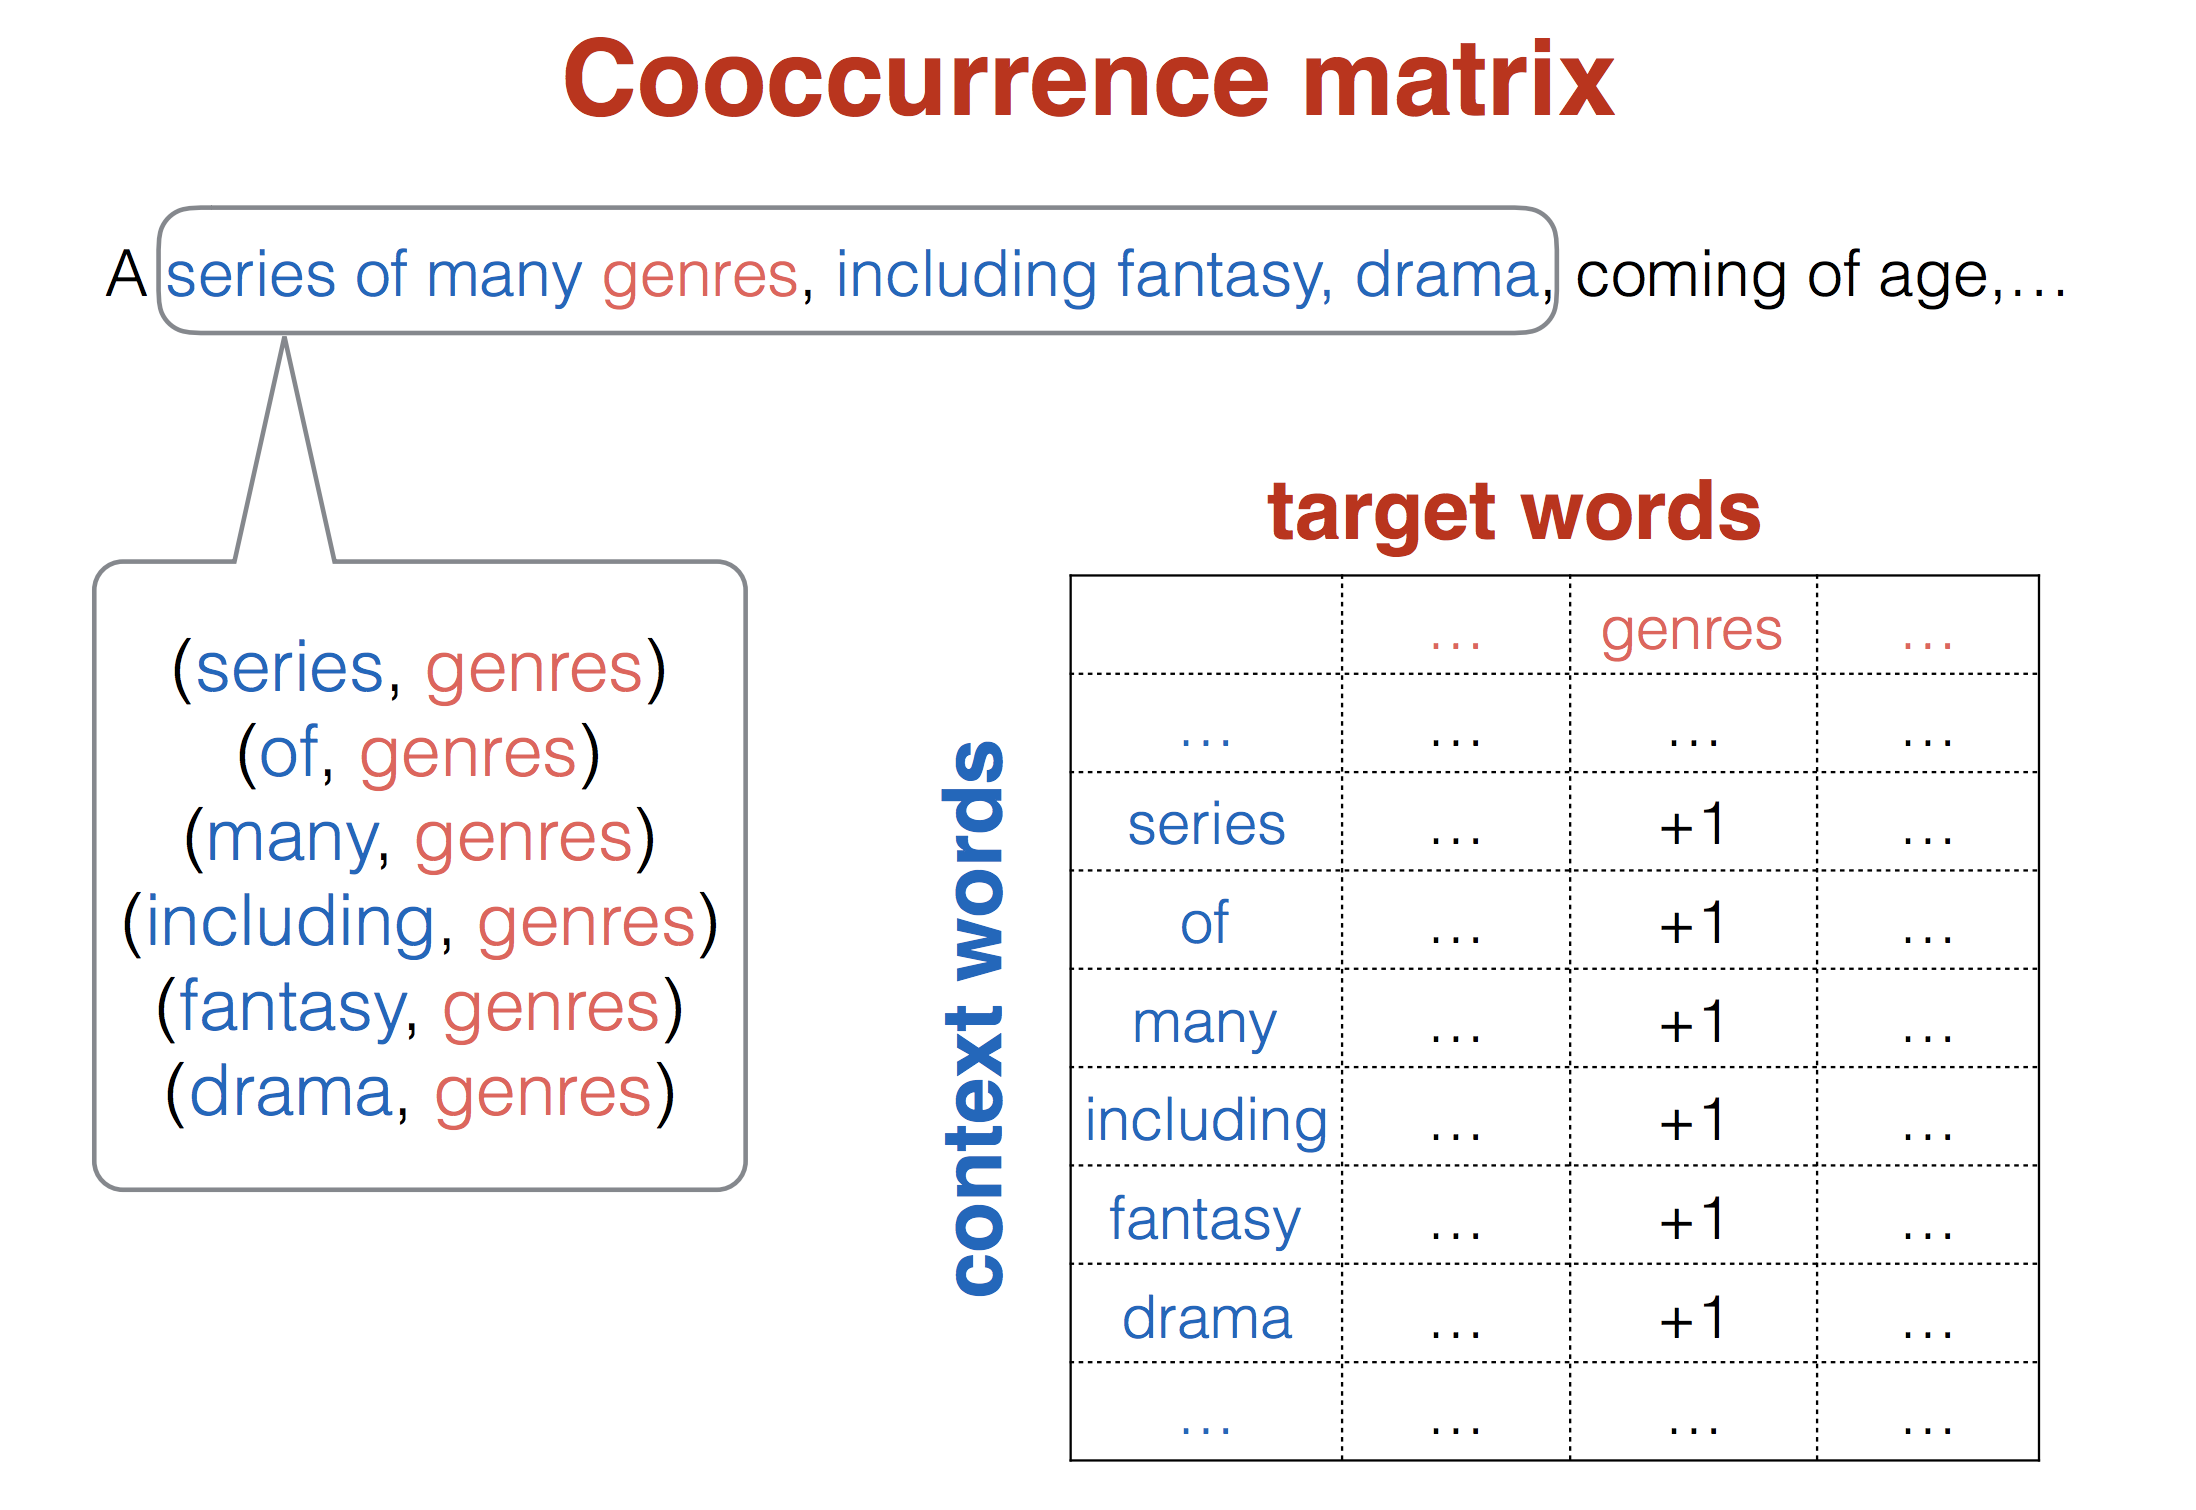 Cooccurrence matrix
A series of many genres, including fantasy, drama, coming of age,…
(series, genres)
(of, genres)
(many, genres)
(including, genres)
(fantasy, genres)
(drama, genres)
target words
context words
… genres …
… … … …
series … +1 …
of … +1 …
many … +1 …
including … +1 …
fantasy … +1 …
drama … +1 …
… … … …